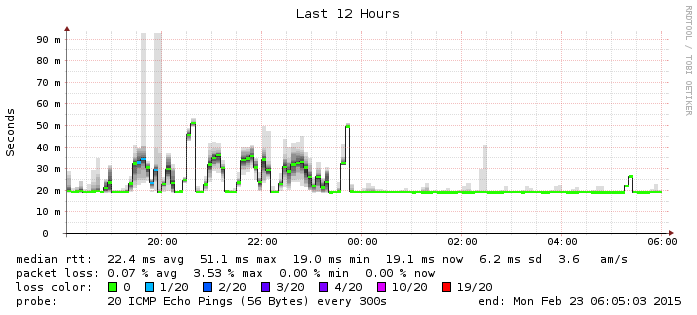 Last 12 Hours
RRDTOOL / TOBI OETIKER
Seconds
90 m
80 m
70 m
60 m
50 m
40 m
30 m
20 m
10 m
0
20:00 22:00 00:00 02:00 04:00 06:00
median rtt: 22.4 ms avg 51.1 ms max 19.0 ms min 19.1 ms now 6.2 ms sd 3.6 am/s
packet loss: 0.07 % avg 3.53 % max 0.00 % min 0.00 % now
loss color: 0 1/20 2/20 3/20 4/20 10/20 19/20
probe: 20 ICMP Echo Pings (56 Bytes) every 300s end: Mon Feb 23 06:05:03 2015